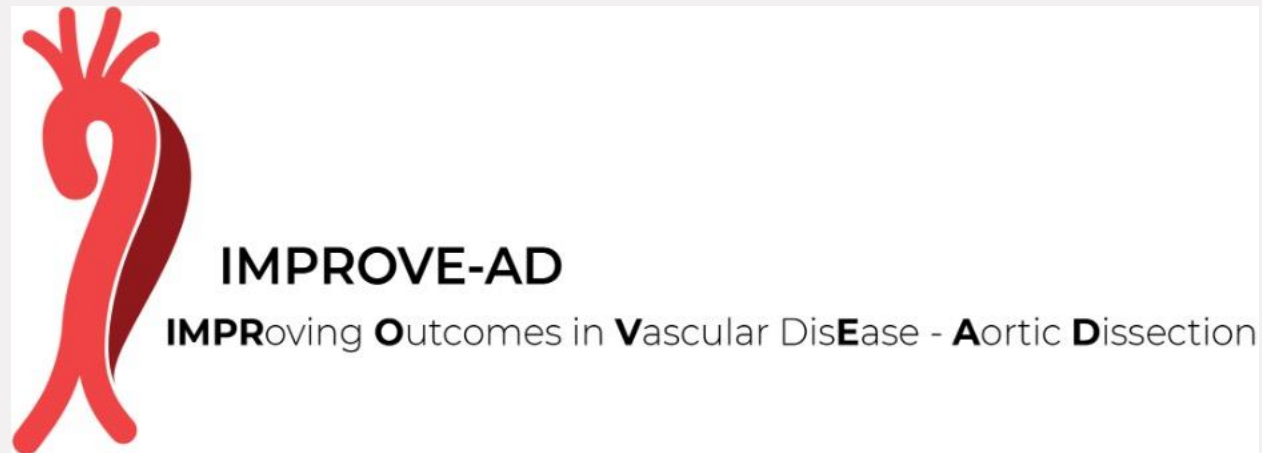 IMPROVE-AD
IMPRoving Outcomes in Vascular DisEase - Aortic Dissection